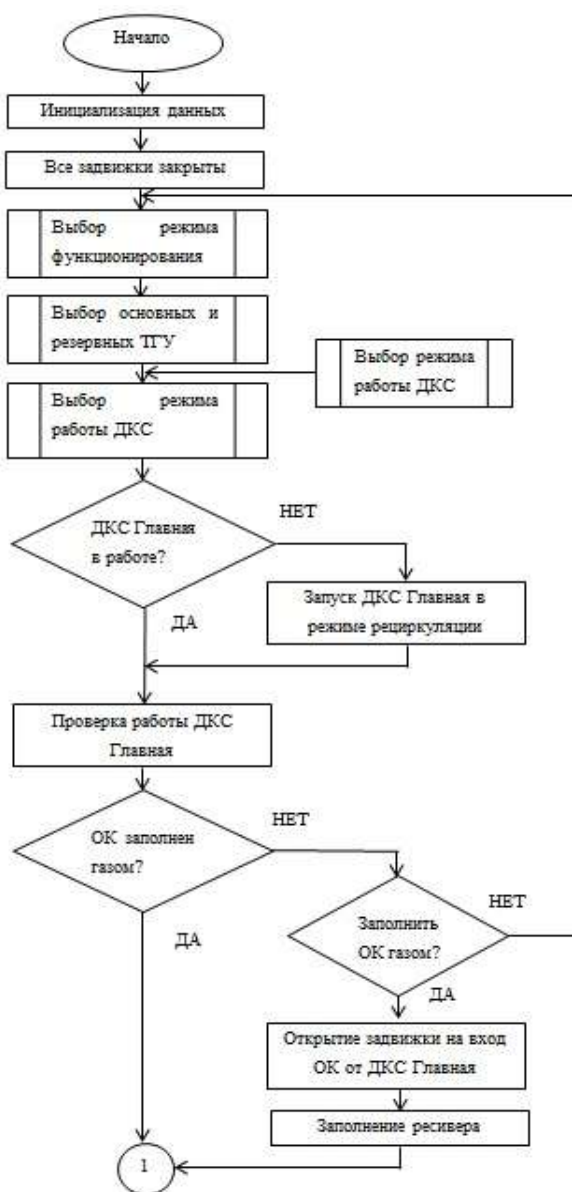 Начало
Инициализация данных
Все задвижки закрыты
Выбор режима
функционирования
Выбор основных и
резервных ТГУ
Выбор режима
работы ДКС
Выбор режима
работы ДКС
ДКС Главная
в работе?
НЕТ
ДА
Запуск ДКС Главная в
режиме рециркуляции
Проверка работы ДКС
Главная
ОК заполнен
газом?
НЕТ
ДА
Заполнить
ОК газом?
НЕТ
ДА
Открытие задвижки на вход
ОК от ДКС Главная
Заполнение ресивера
1